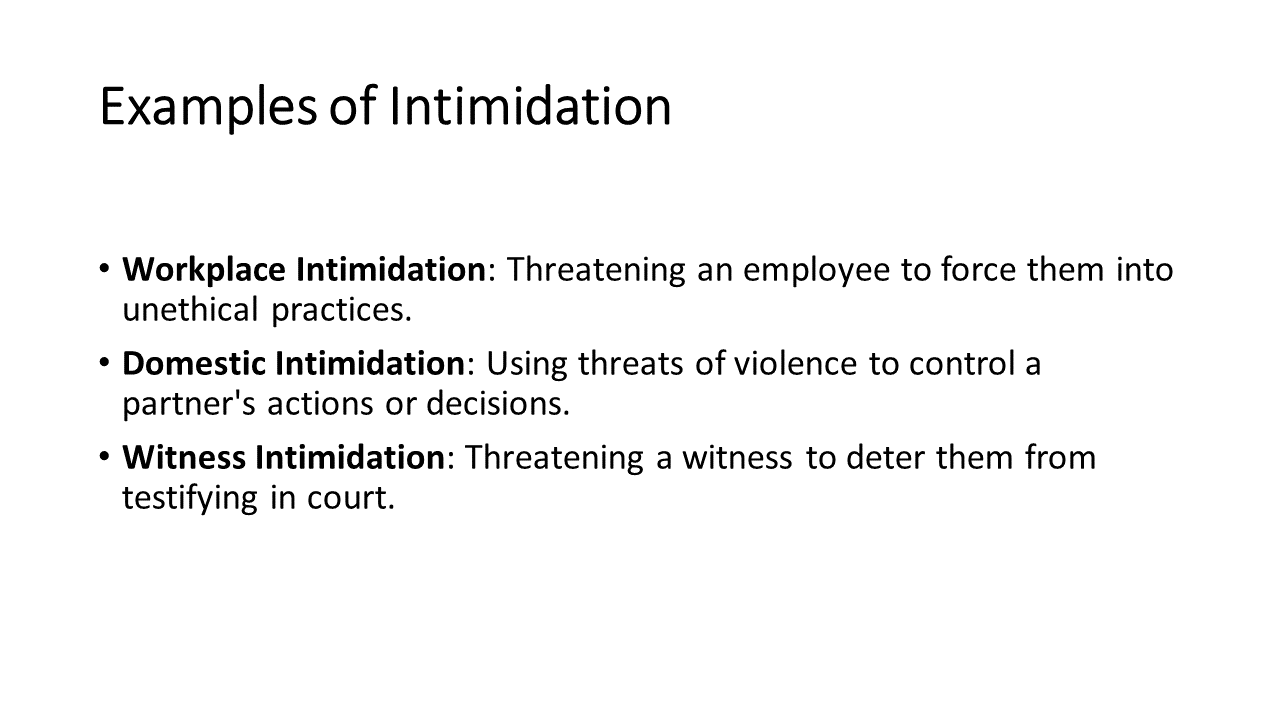 Examples of Intimidation
• Workplace Intimidation: Threatening an employee to force them into
unethical practices.
• Domestic Intimidation: Using threats of violence to control a
partner's actions or decisions.
• Witness Intimidation: Threatening a witness to deter them from
testifying in court.